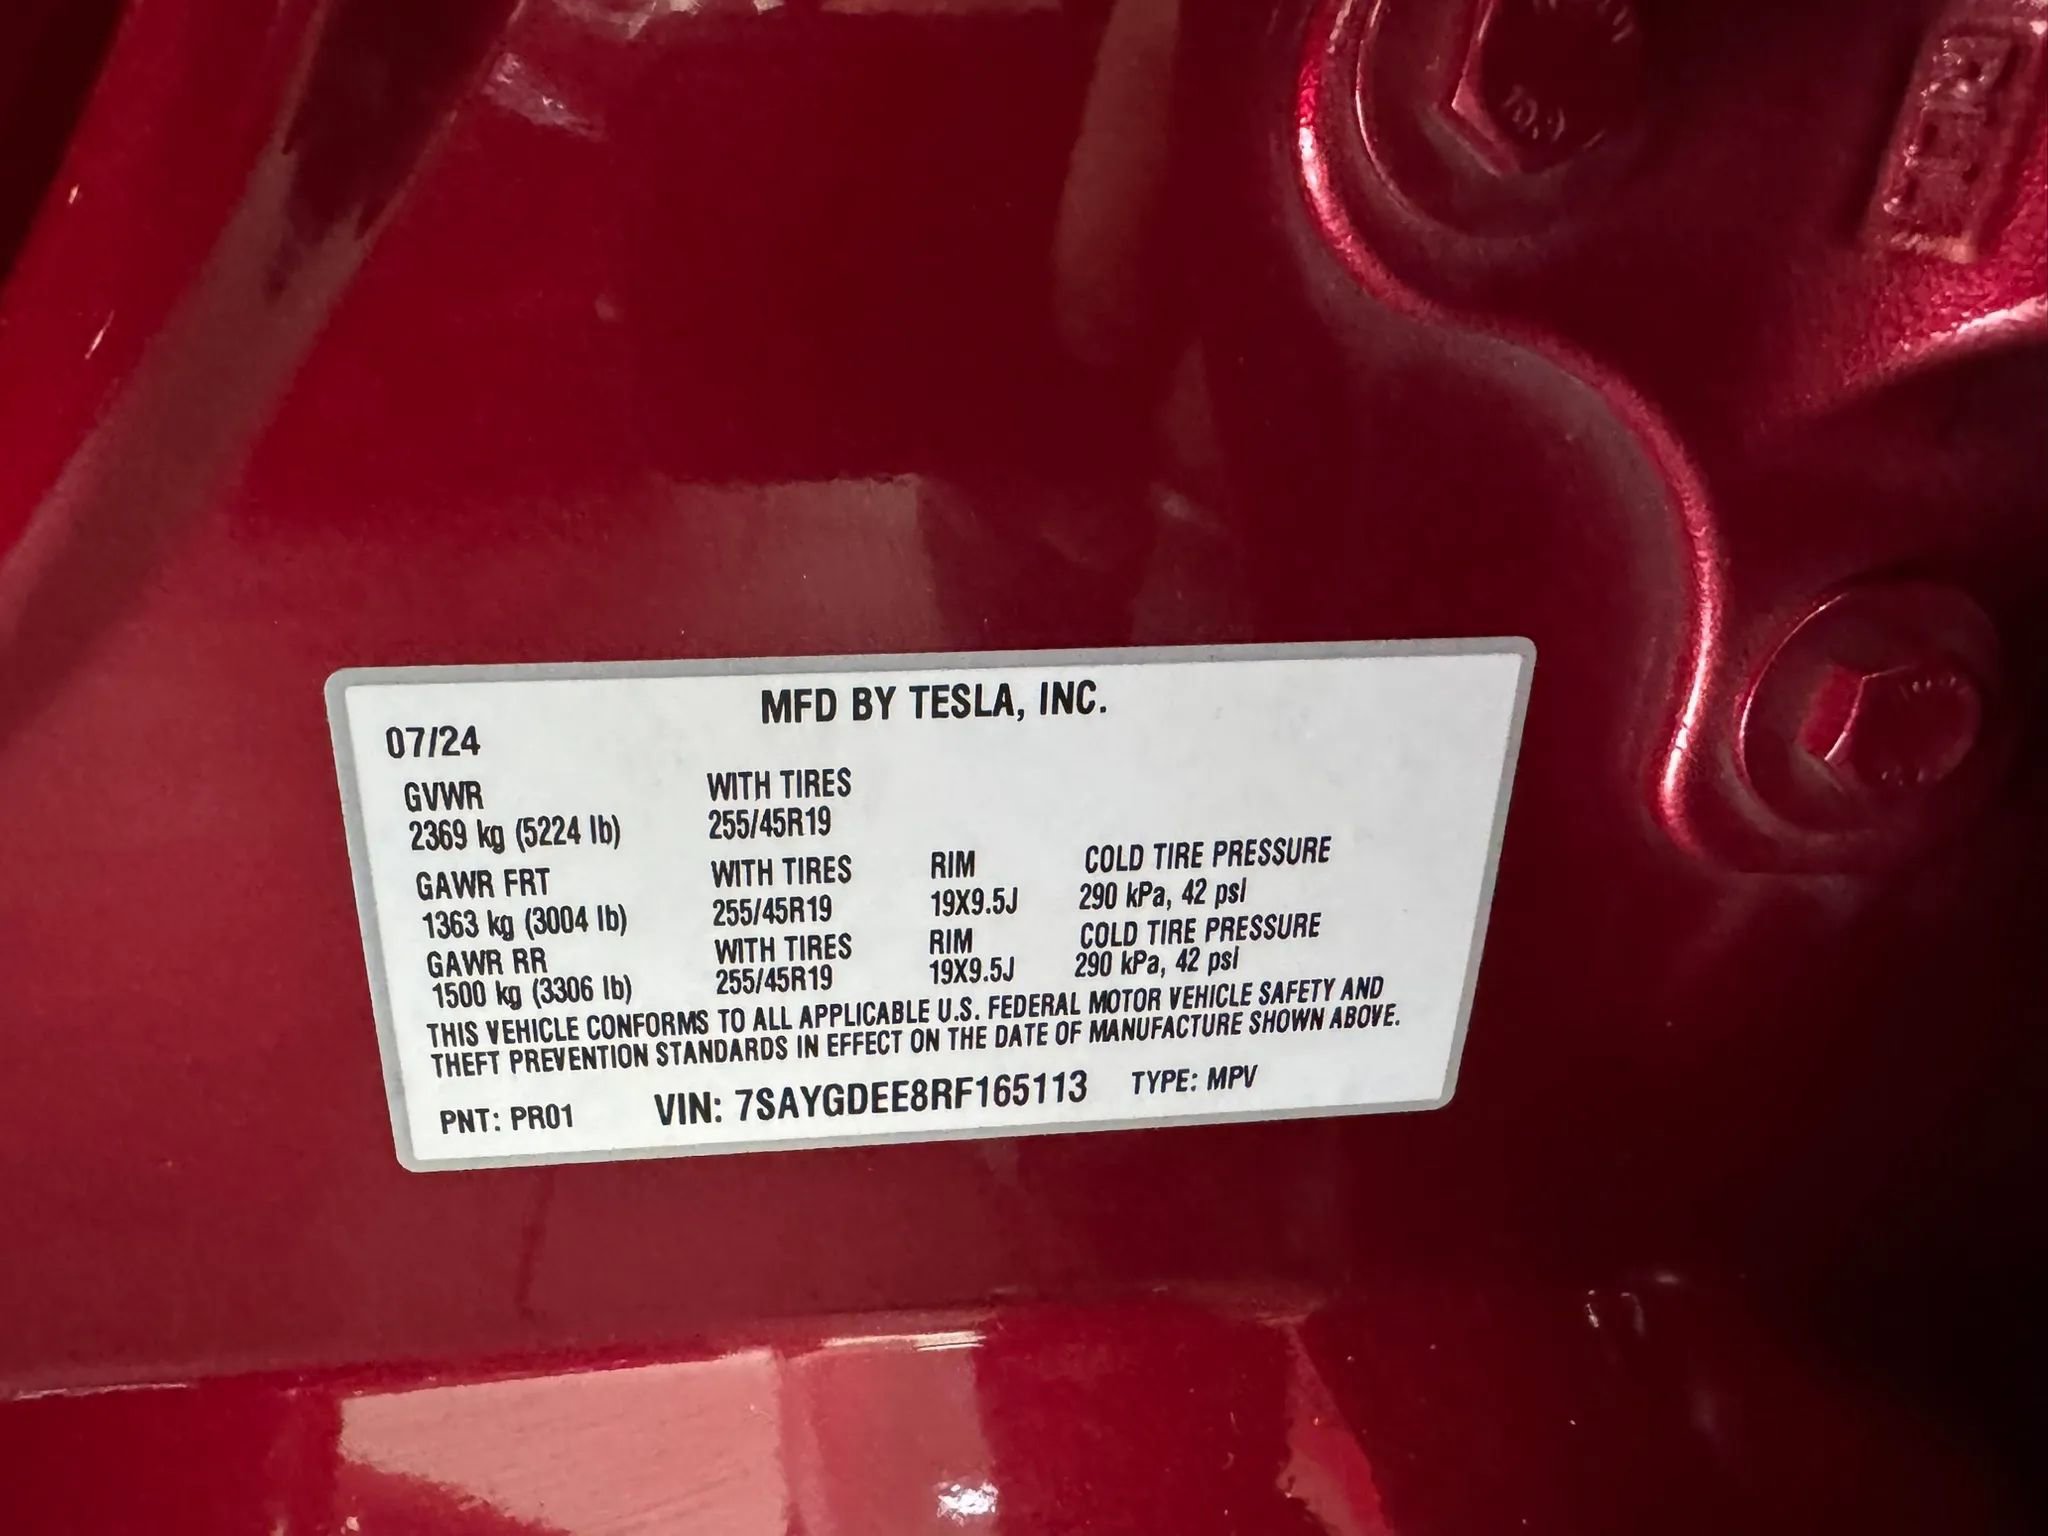 MFD BY TESLA, INC.
07/24
GVWR WITH TIRES
2369 kg (5224 lb) 255/45R19
GAWR FRT WITH TIRES RIM COLD TIRE PRESSURE
1363 kg (3004 lb) 255/45R19 19X9.5J 290 kPa, 42 psi
GAWR RR WITH TIRES RIM COLD TIRE PRESSURE
1500 kg (3306 lb) 255/45R19 19X9.5J 290 kPa, 42 psi
THIS VEHICLE CONFORMS TO ALL APPLICABLE U.S. FEDERAL MOTOR VEHICLE SAFETY AND
THEFT PREVENTION STANDARDS IN EFFECT ON THE DATE OF MANUFACTURE SHOWN ABOVE.
PNT: PR01 VIN: 7SAYGDEE8RF165113 TYPE: MPV